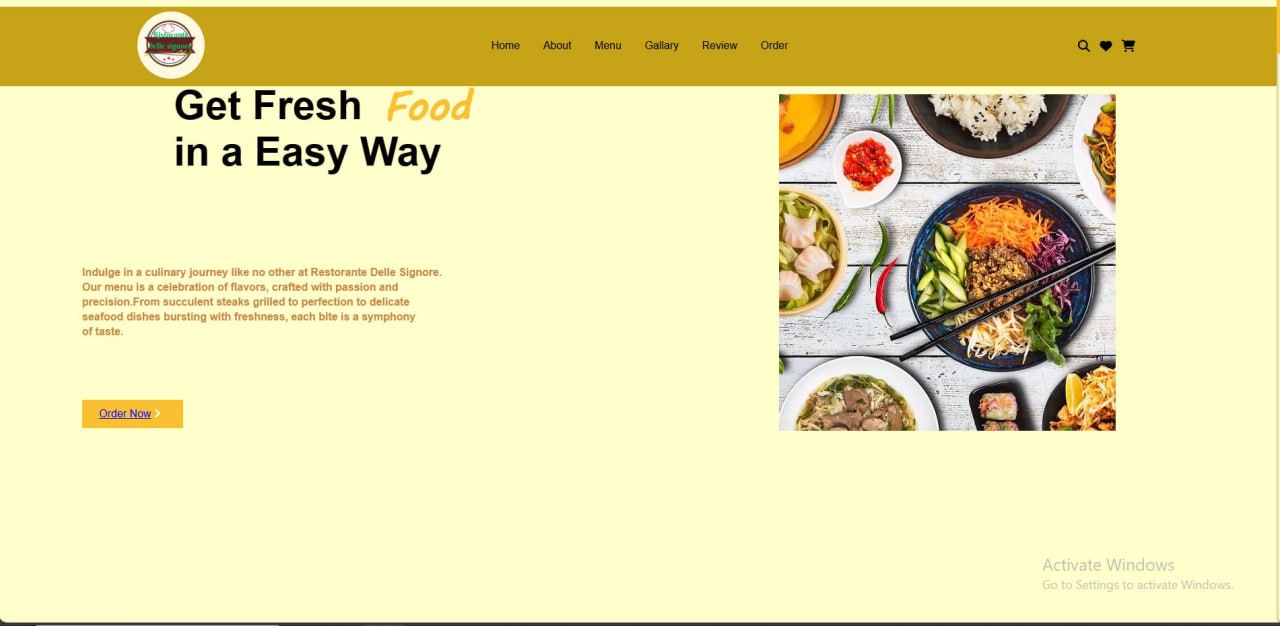 Ristorante
Delle signore
Home About Menu Gallary Review Order
Get Fresh Food
in a Easy Way
Indulge in a culinary journey like no other at Restorante Delle Signore.
Our menu is a celebration of flavors, crafted with passion and
precision.From succulent steaks grilled to perfection to delicate
seafood dishes bursting with freshness, each bite is a symphony
of taste.
Order Now
Activate Windows
Go to Settings to activate Windows.